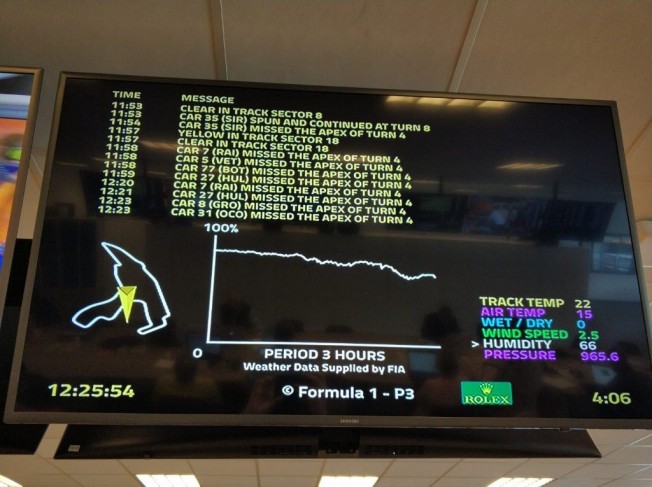 TIME MESSAGE
11:53 CLEAR IN TRACK SECTOR 8
11:53 CAR 35 (SIR) SPUN AND CONTINUED AT TURN 8
11:54 CAR 35 (SIR) MISSED THE APEX OF TURN 4
11:57 YELLOW IN TRACK SECTOR 18
11:57 CLEAR IN TRACK SECTOR 18
11:58 CAR 7 (RAI) MISSED THE APEX OF TURN 4
11:58 CAR 5 (VET) MISSED THE APEX OF TURN 4
11:58 CAR 77 (BOT) MISSED THE APEX OF TURN 4
11:59 CAR 27 (HUL) MISSED THE APEX OF TURN 4
12:20 CAR 7 (RAI) MISSED THE APEX OF TURN 4
12:21 CAR 27 (HUL) MISSED THE APEX OF TURN 4
12:23 CAR 8 (GRO) MISSED THE APEX OF TURN 4
12:23 CAR 31 (OCO) MISSED THE APEX OF TURN 4
100%
TRACK TEMP 22
AIR TEMP 15
WET / DRY 0
WIND SPEED 2.5
> HUMIDITY 66
PRESSURE 965.6
0 PERIOD 3 HOURS
Weather Data Supplied by FIA
12:25:54 © Formula 1 - P3 ROLEX 4:06
SAMSUNG